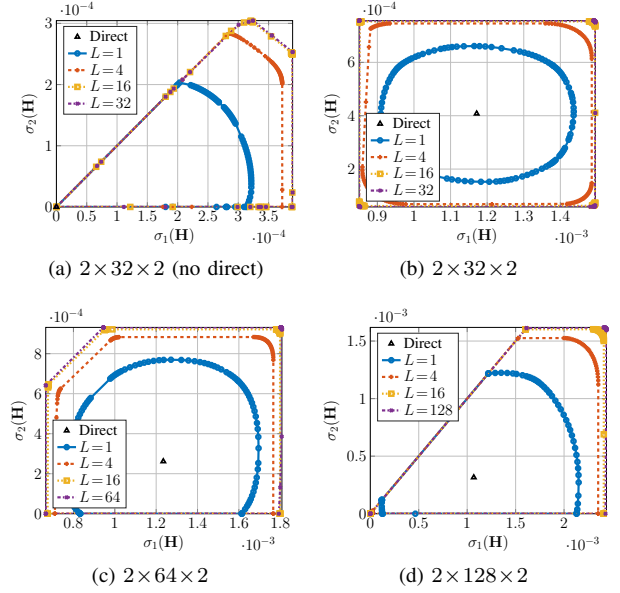 ·10⁻⁴
3
2
1
0
σ₂(H)
Direct
L=1
L=4
L=16
L=32
0 0.5 1 1.5 2 2.5 3 3.5
σ₁(H) ·10⁻⁴
(a) 2×32×2 (no direct)
·10⁻⁴
8
6
4
2
σ₂(H)
Direct
L=1
L=4
L=16
L=32
0.9 1 1.1 1.2 1.3 1.4
σ₁(H) ·10⁻³
(b) 2×32×2
·10⁻⁴
8
6
4
2
0
σ₂(H)
Direct
L=1
L=4
L=16
L=64
0.8 1 1.2 1.4 1.6 1.8
σ₁(H) ·10⁻³
(c) 2×64×2
·10⁻³
1.5
1
0.5
0
σ₂(H)
Direct
L=1
L=4
L=16
L=128
0 0.5 1 1.5 2
σ₁(H) ·10⁻³
(d) 2×128×2